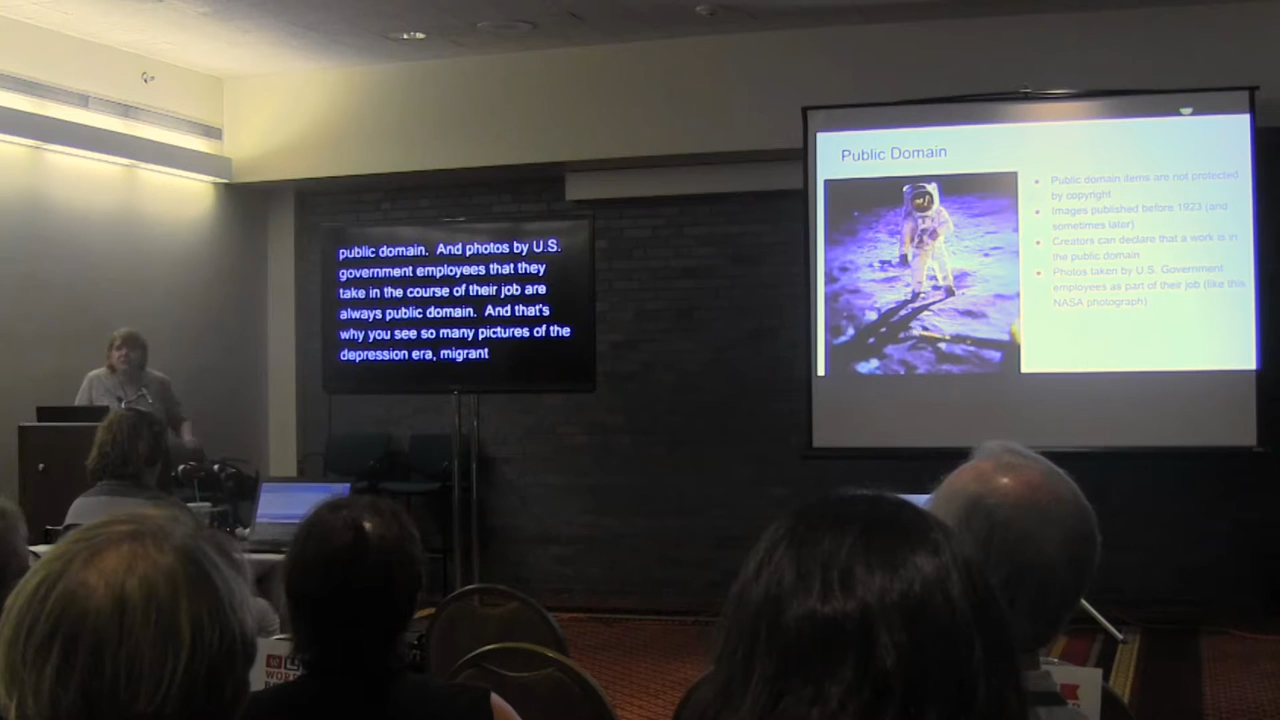 public domain. And photos by U.S.
government employees that they
take in the course of their job are
always public domain. And that's
why you see so many pictures of the
depression era, migrant
Public Domain
Public domain items are not protected
by copyright
Images published before 1923 (and
sometimes later)
Creators can declare that a work is in
the public domain
Photos taken by U.S. Government
employees as part of their job (like this
NASA photograph)